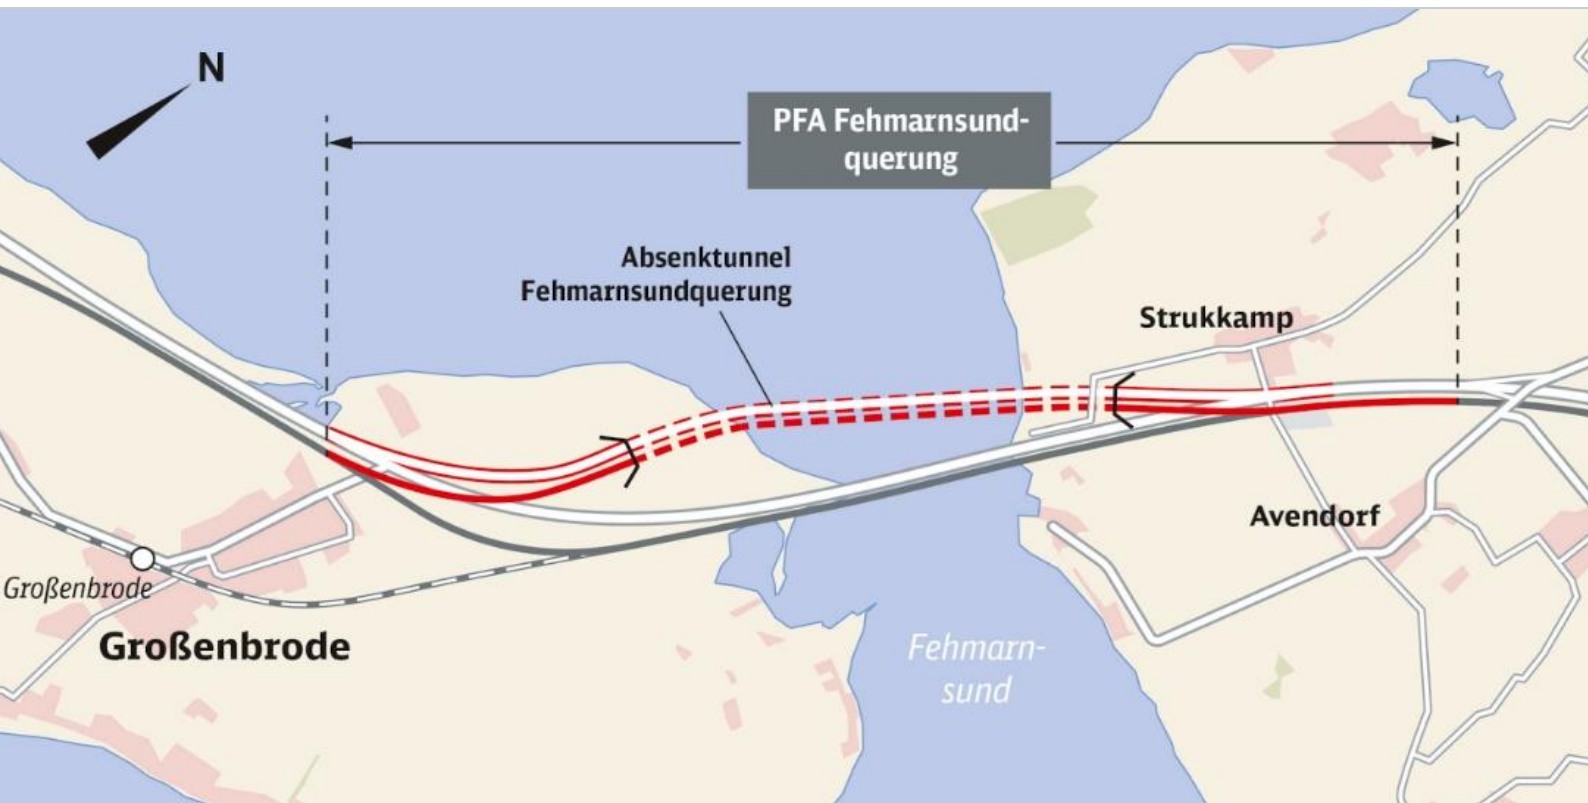 N
PFA Fehmarnsund-
querung
Absenktunnel
Fehmarnsundquerung
Strukkamp
Avendorf
Großenbrode
Großenbrode
Fehmarn-
sund